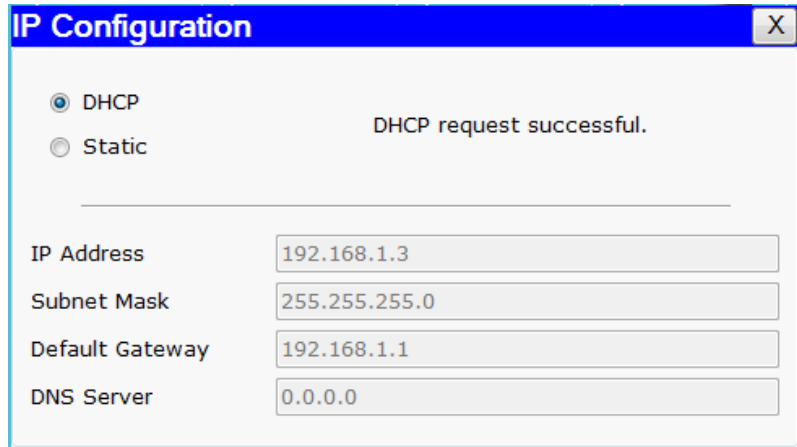 IP Configuration X
DHCP
DHCP request successful.
Static
IP Address 192.168.1.3
Subnet Mask 255.255.255.0
Default Gateway 192.168.1.1
DNS Server 0.0.0.0